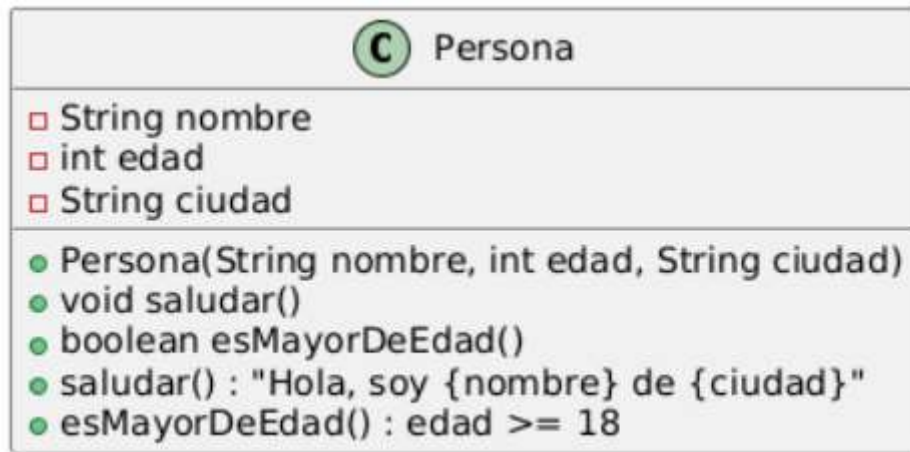 C Persona
String nombre
int edad
String ciudad
Persona(String nombre, int edad, String ciudad)
void saludar()
boolean esMayorDeEdad()
saludar() : "Hola, soy {nombre} de {ciudad}"
esMayorDeEdad() : edad >= 18